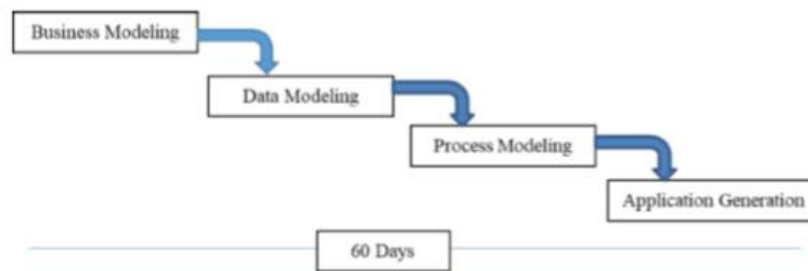 Business Modeling
Data Modeling
Process Modeling
Application Generation
60 Days